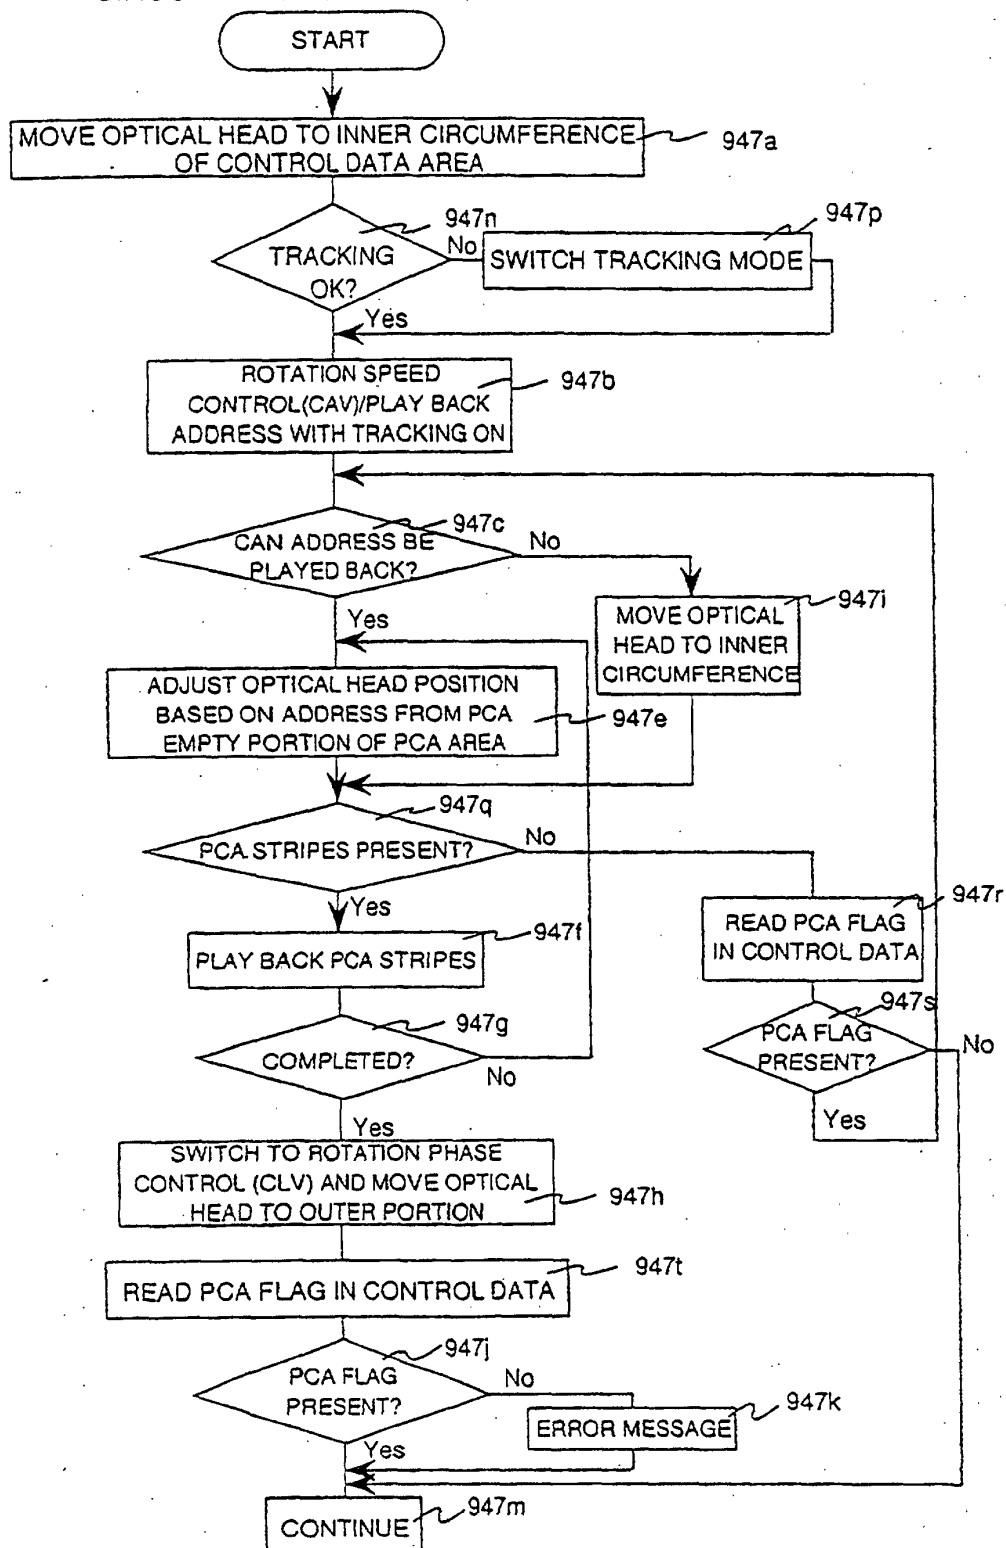 START
MOVE OPTICAL HEAD TO INNER CIRCUMFERENCE
OF CONTROL DATA AREA
947a
947n
947p
TRACKING
OK?
No
SWITCH TRACKING MODE
Yes
ROTATION SPEED
CONTROL(CAV)/PLAY BACK
ADDRESS WITH TRACKING ON
947b
947c
CAN ADDRESS BE
PLAYED BACK?
No
Yes
947i
MOVE OPTICAL
HEAD TO INNER
CIRCUMFERENCE
ADJUST OPTICAL HEAD POSITION
BASED ON ADDRESS FROM PCA
EMPTY PORTION OF PCA AREA
947e
947q
PCA STRIPES PRESENT?
No
Yes
947r
READ PCA FLAG
IN CONTROL DATA
947f
PLAY BACK PCA STRIPES
947s
PCA FLAG
PRESENT?
No
Yes
947g
COMPLETED?
No
Yes
SWITCH TO ROTATION PHASE
CONTROL (CLV) AND MOVE OPTICAL
HEAD TO OUTER PORTION
947h
947t
READ PCA FLAG IN CONTROL DATA
947j
PCA FLAG
PRESENT?
No
947k
ERROR MESSAGE
Yes
947m
CONTINUE